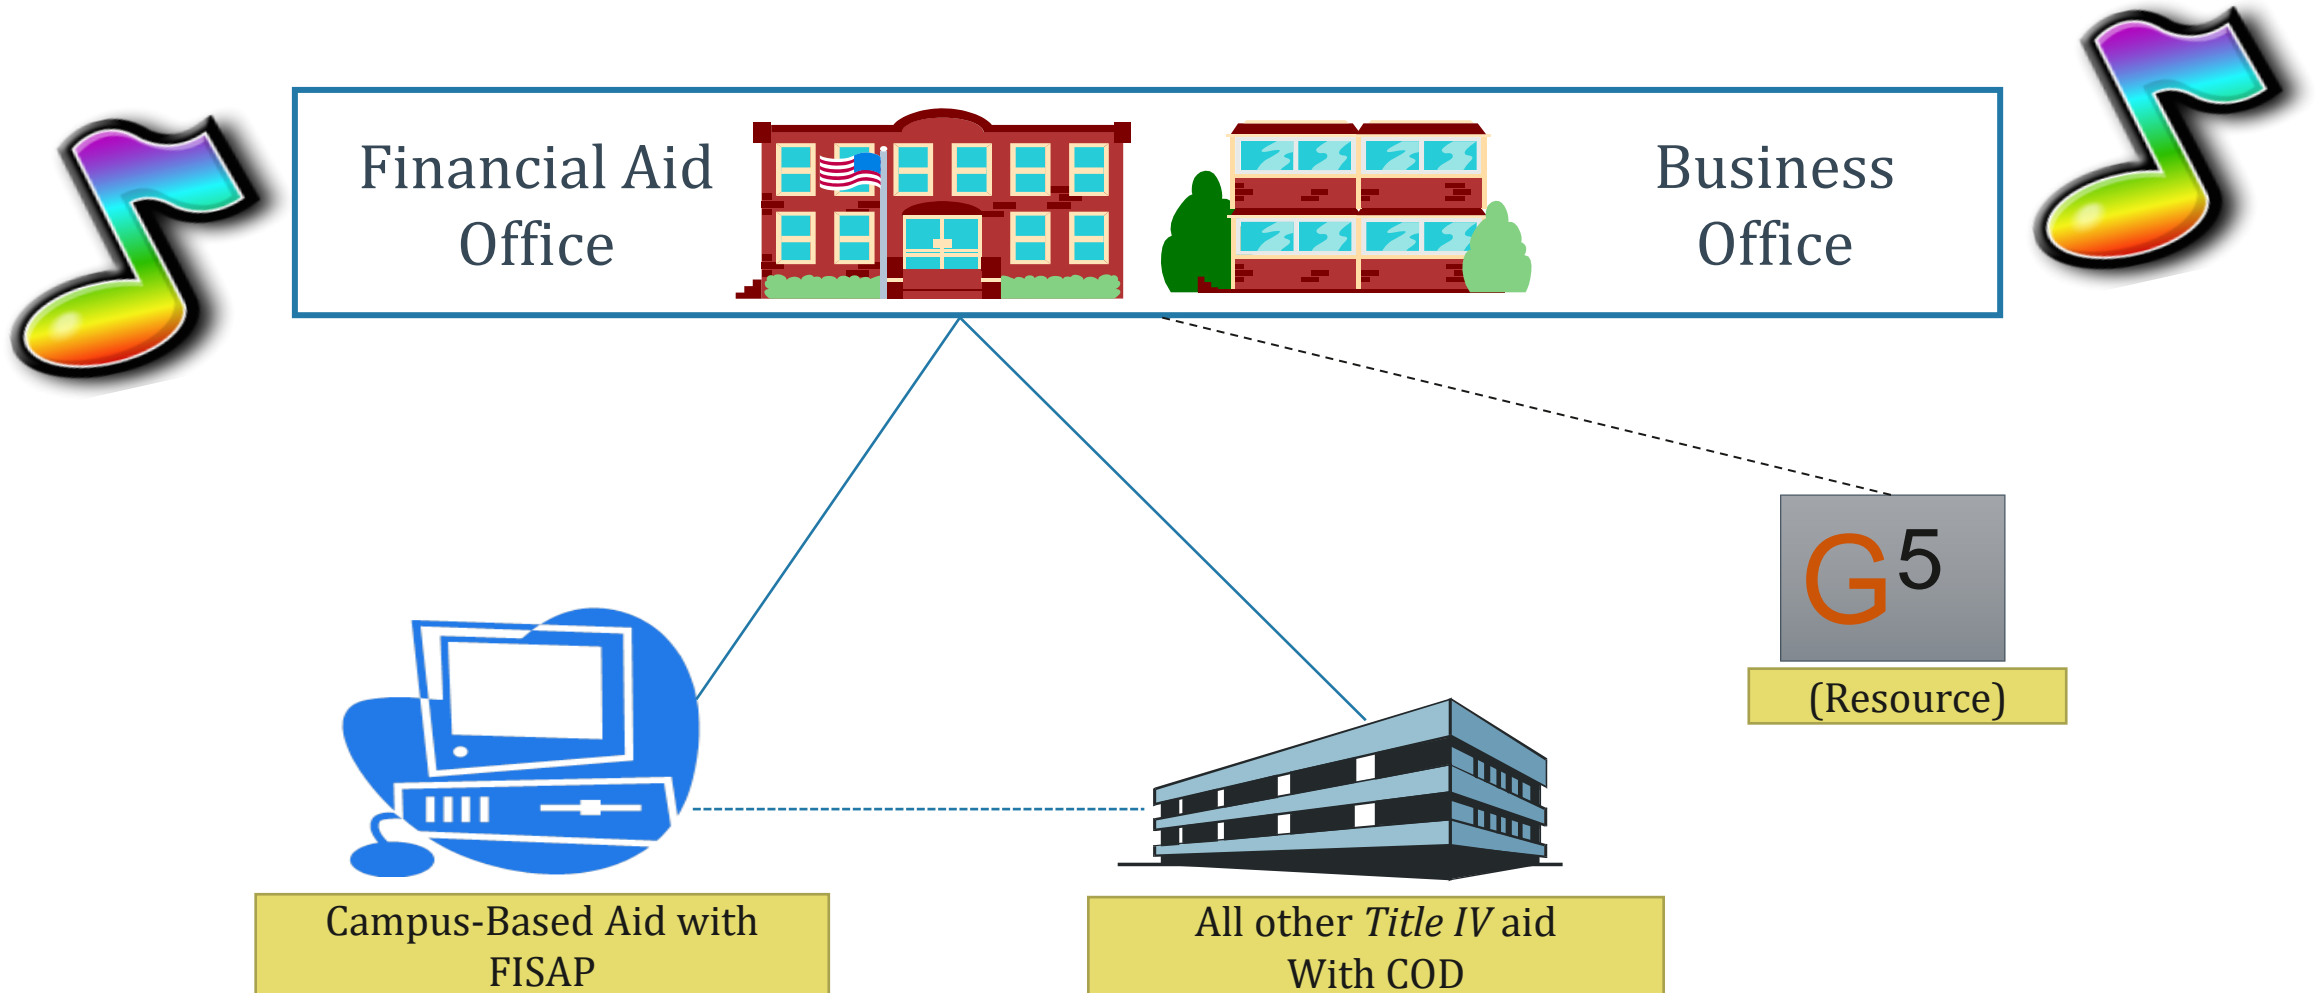 Financial Aid
Office
Business
Office
G5
(Resource)
Campus-Based Aid with
FISAP
All other Title IV aid
With COD